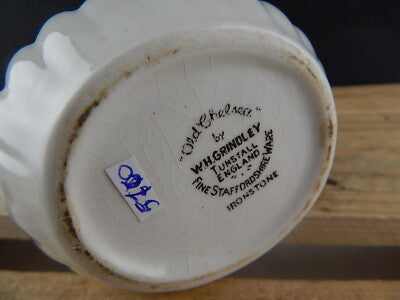 "Old Chelsea"
by
W.H.GRINDLEY
TUNSTALL
ENGLAND
FINE STAFFORDSHIRE WARE
IRONSTONE